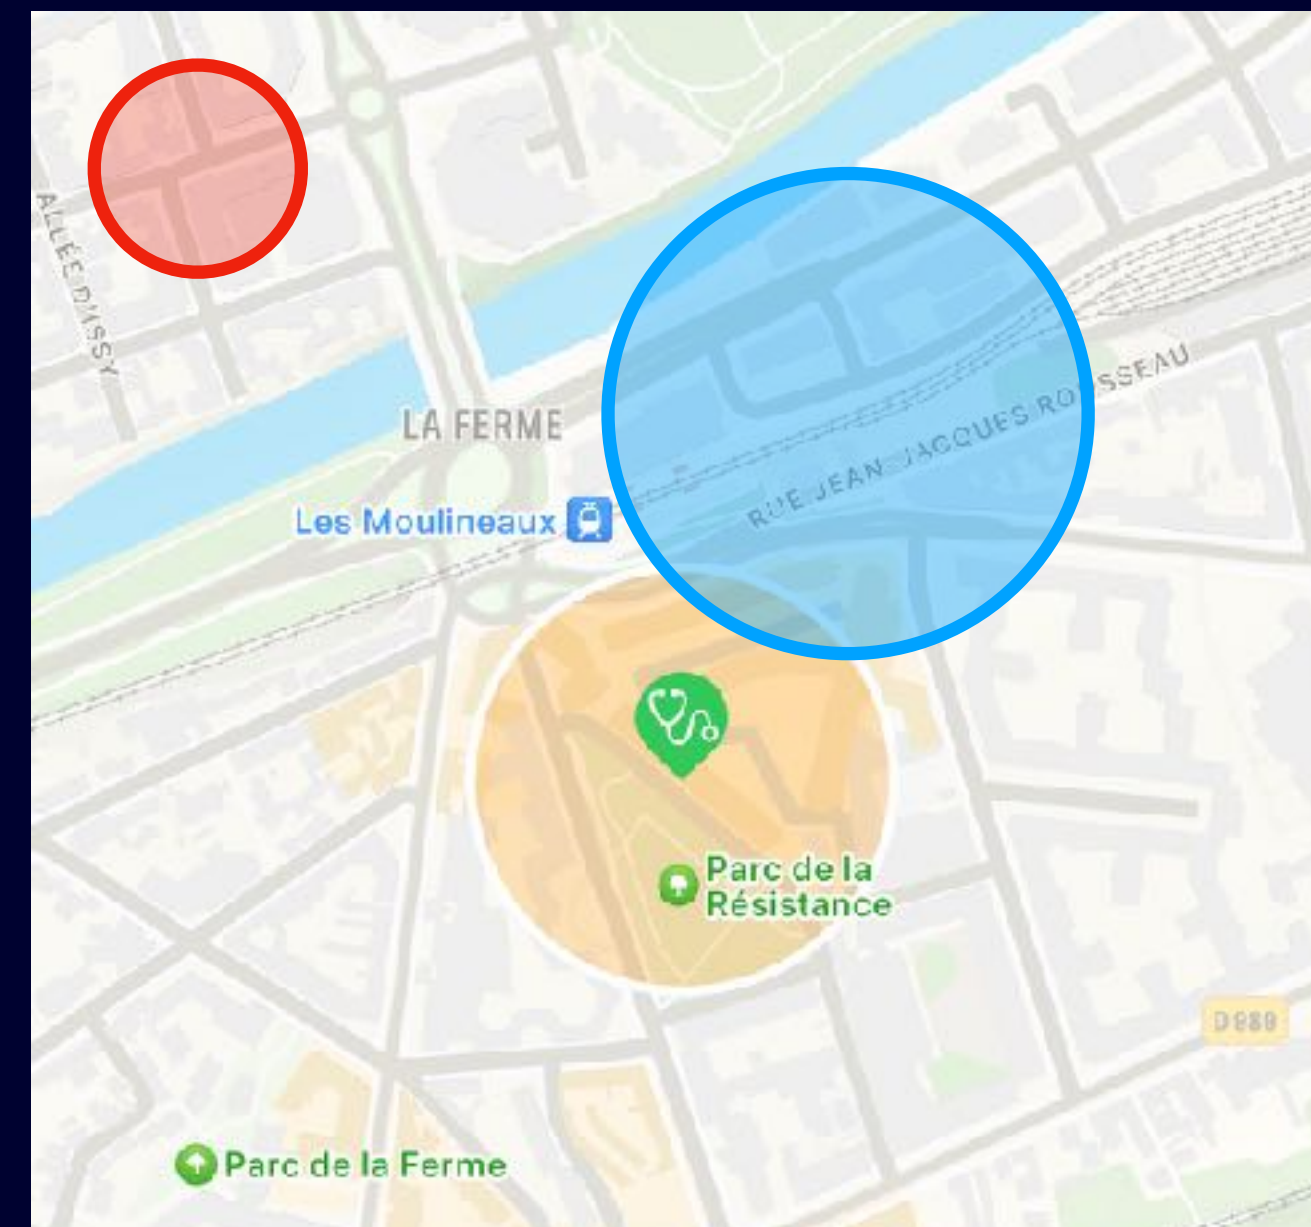 ALLÉE D'ISSY
LA FERME
RUE JEAN JACQUES ROUSSEAU
Les Moulineaux
Parc de la
Résistance
D989
Parc de la Ferme